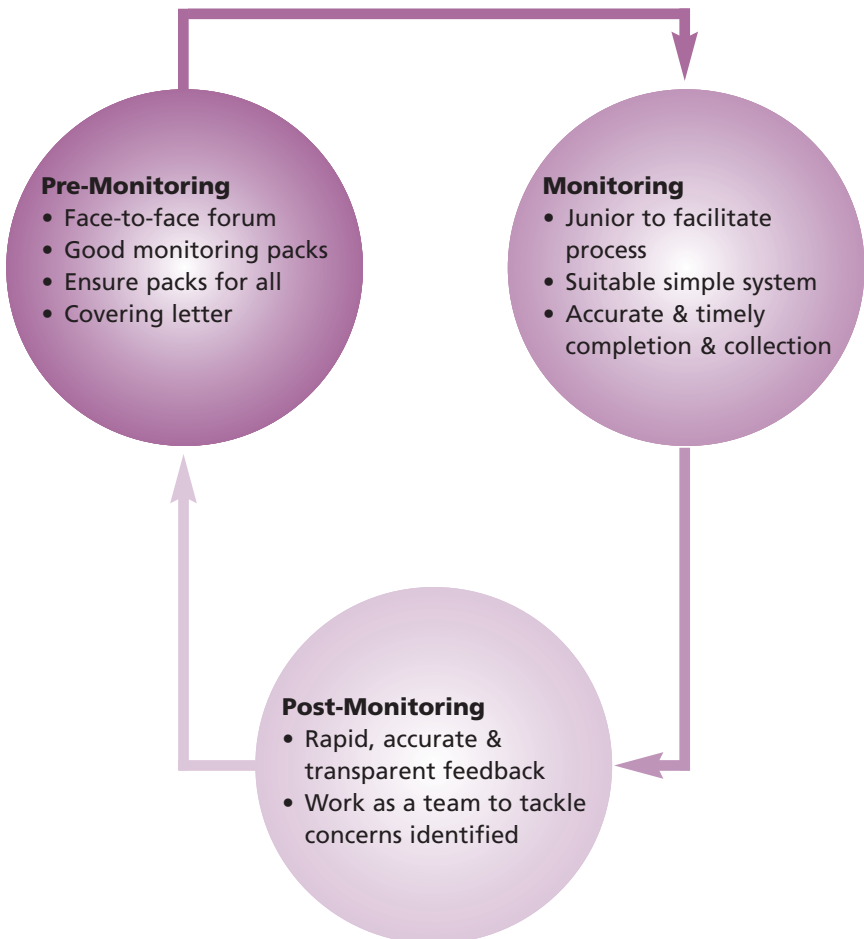 Pre-Monitoring
• Face-to-face forum
• Good monitoring packs
• Ensure packs for all
• Covering letter
Monitoring
• Junior to facilitate
process
• Suitable simple system
• Accurate & timely
completion & collection
Post-Monitoring
• Rapid, accurate &
transparent feedback
• Work as a team to tackle
concerns identified